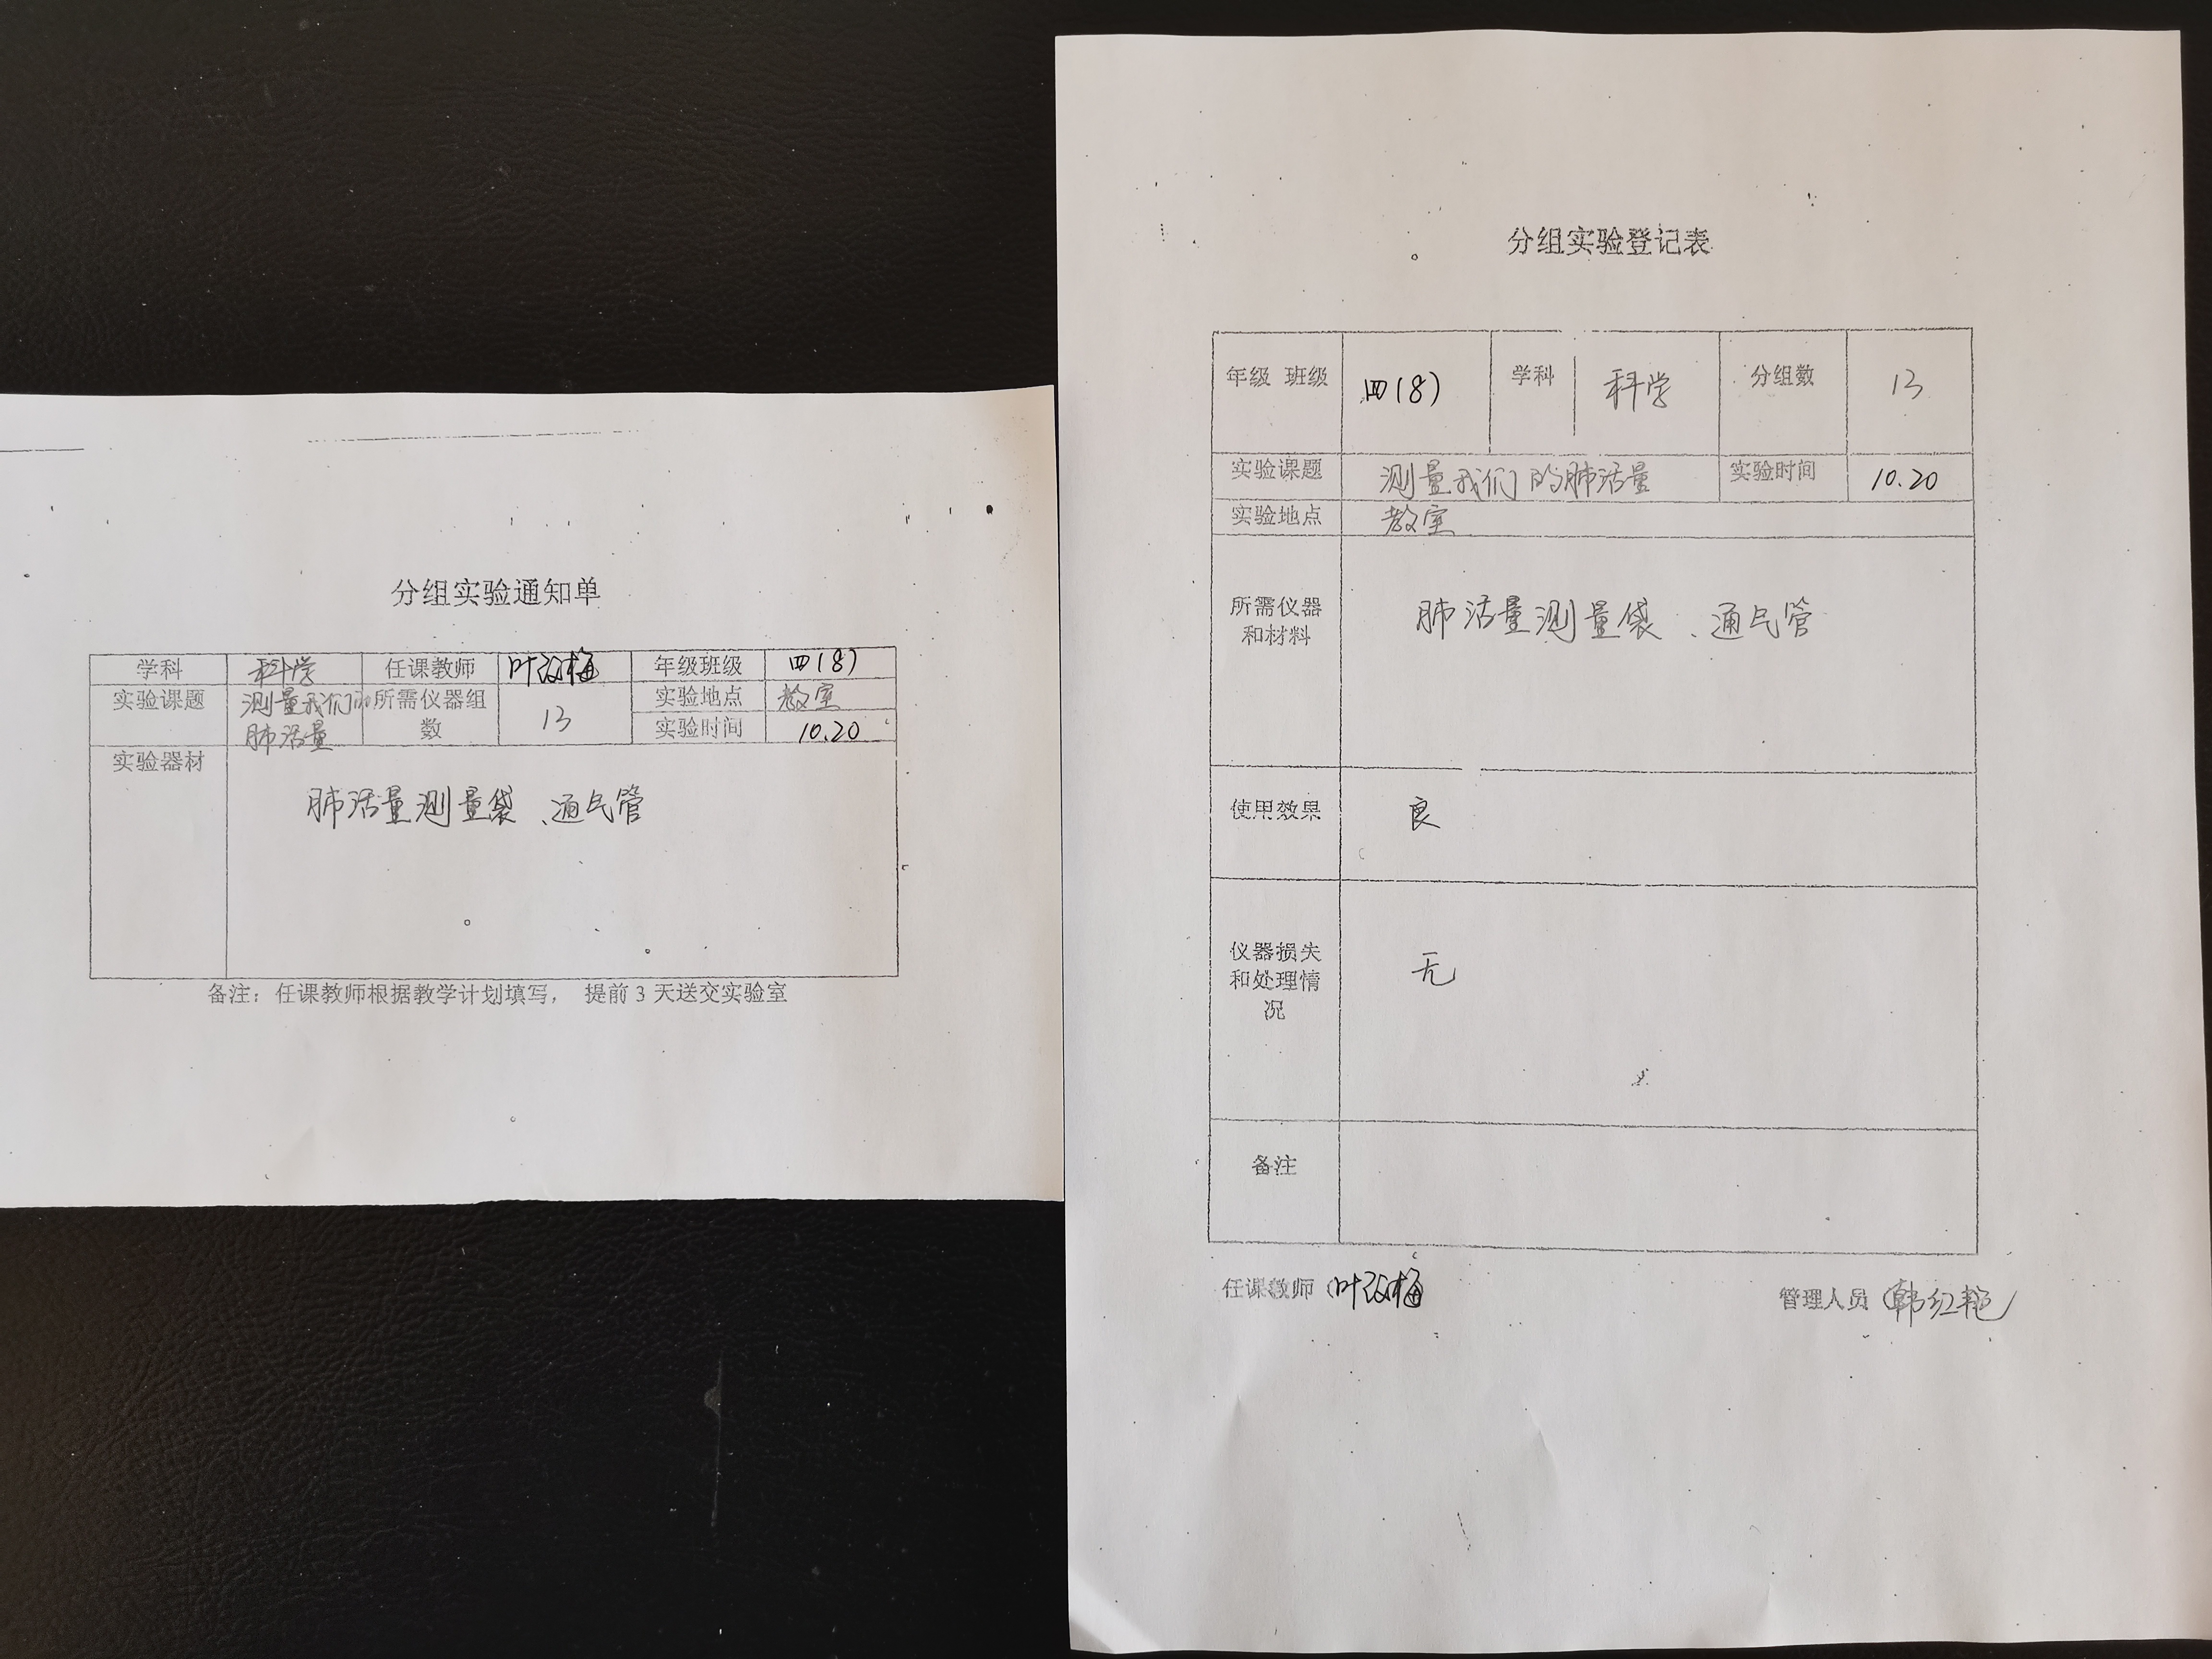 分组实验通知单
学科 科学 任课教师 叶改梅 年级班级 四(8)
实验课题 测量我们的肺活量 所需仪器组数 13 实验地点 教室
实验时间 10.20
实验器材 肺活量测量袋、通气管
备注：任课教师根据教学计划填写， 提前3天送交实验室
分组实验登记表
年级 班级 四(8) 学科 科学 分组数 13
实验课题 测量我们的肺活量 实验时间 10.20
实验地点 教室
所需仪器
和材料
肺活量测量袋、通气管
使用效果 良
仪器损失
和处理情
况
无
备注
任课教师 叶改梅 管理人员 韩红艳